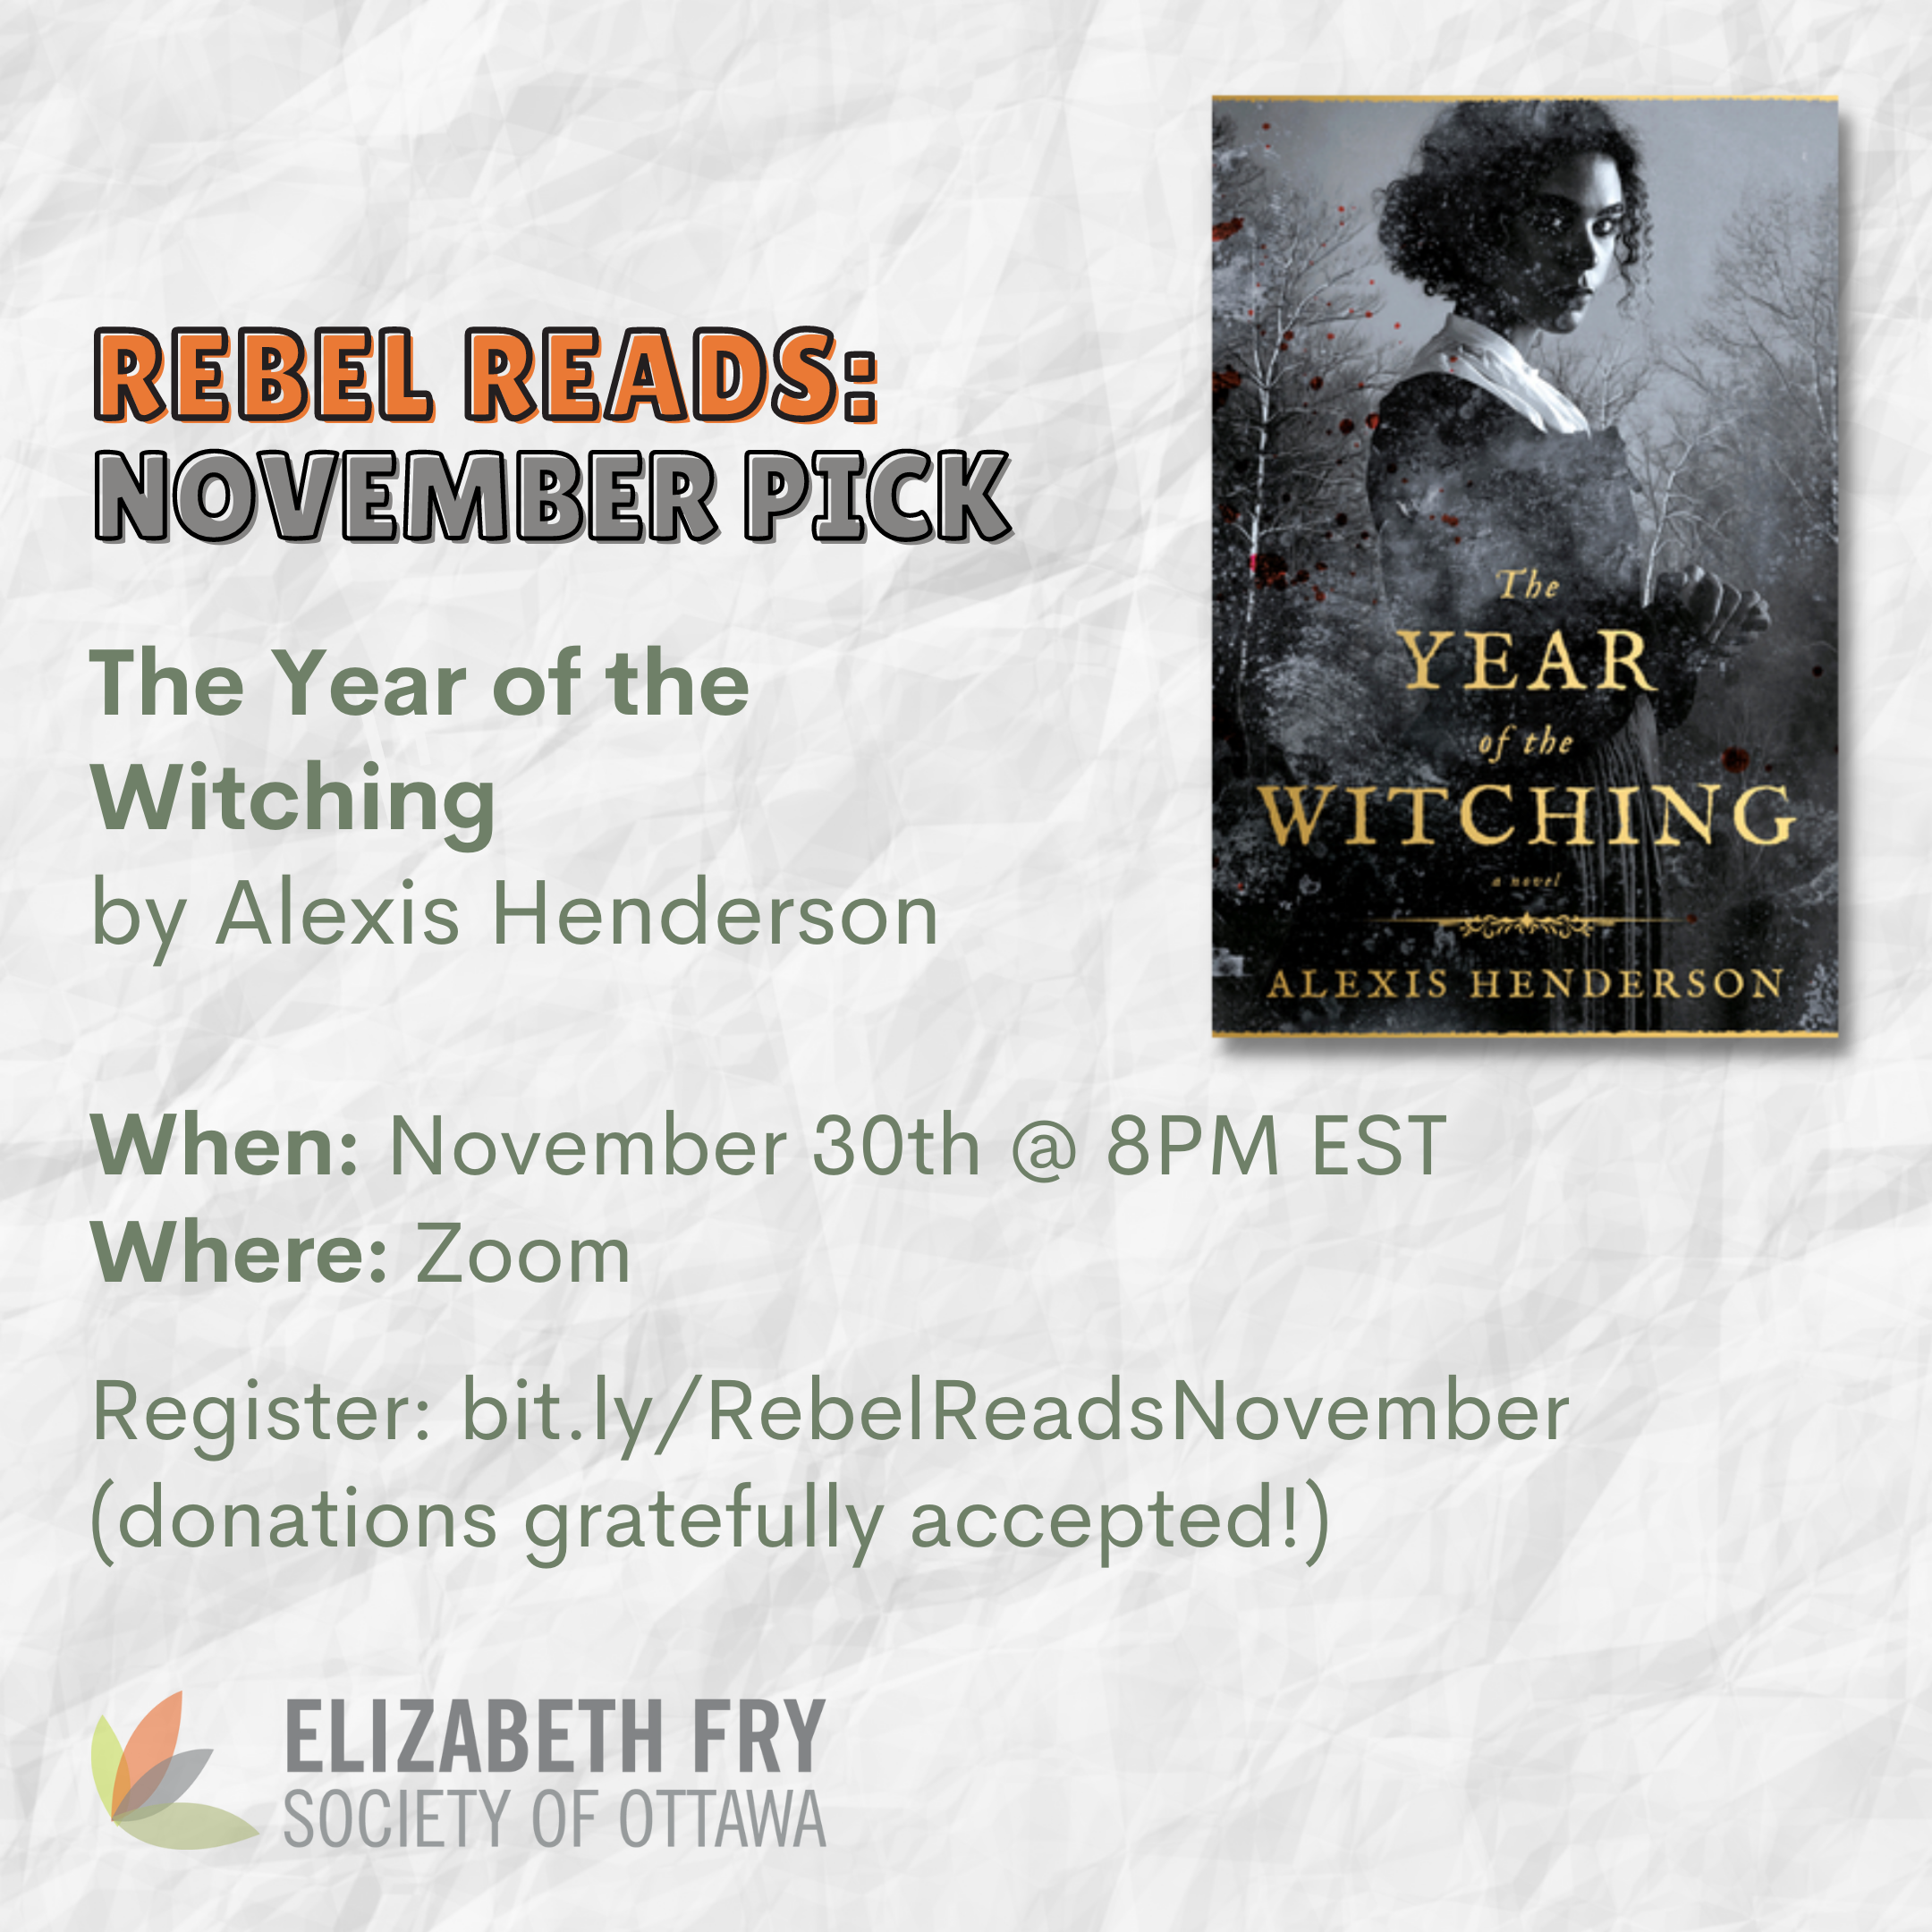 REBEL READS:
NOVEMBER PICK
The Year of the
Witching
by Alexis Henderson
The
YEAR
of the
WITCHING
a novel
ALEXIS HENDERSON
When: November 30th @ 8PM EST
Where: Zoom
Register: bit.ly/RebelReadsNovember
(donations gratefully accepted!)
ELIZABETH FRY
SOCIETY OF OTTAWA